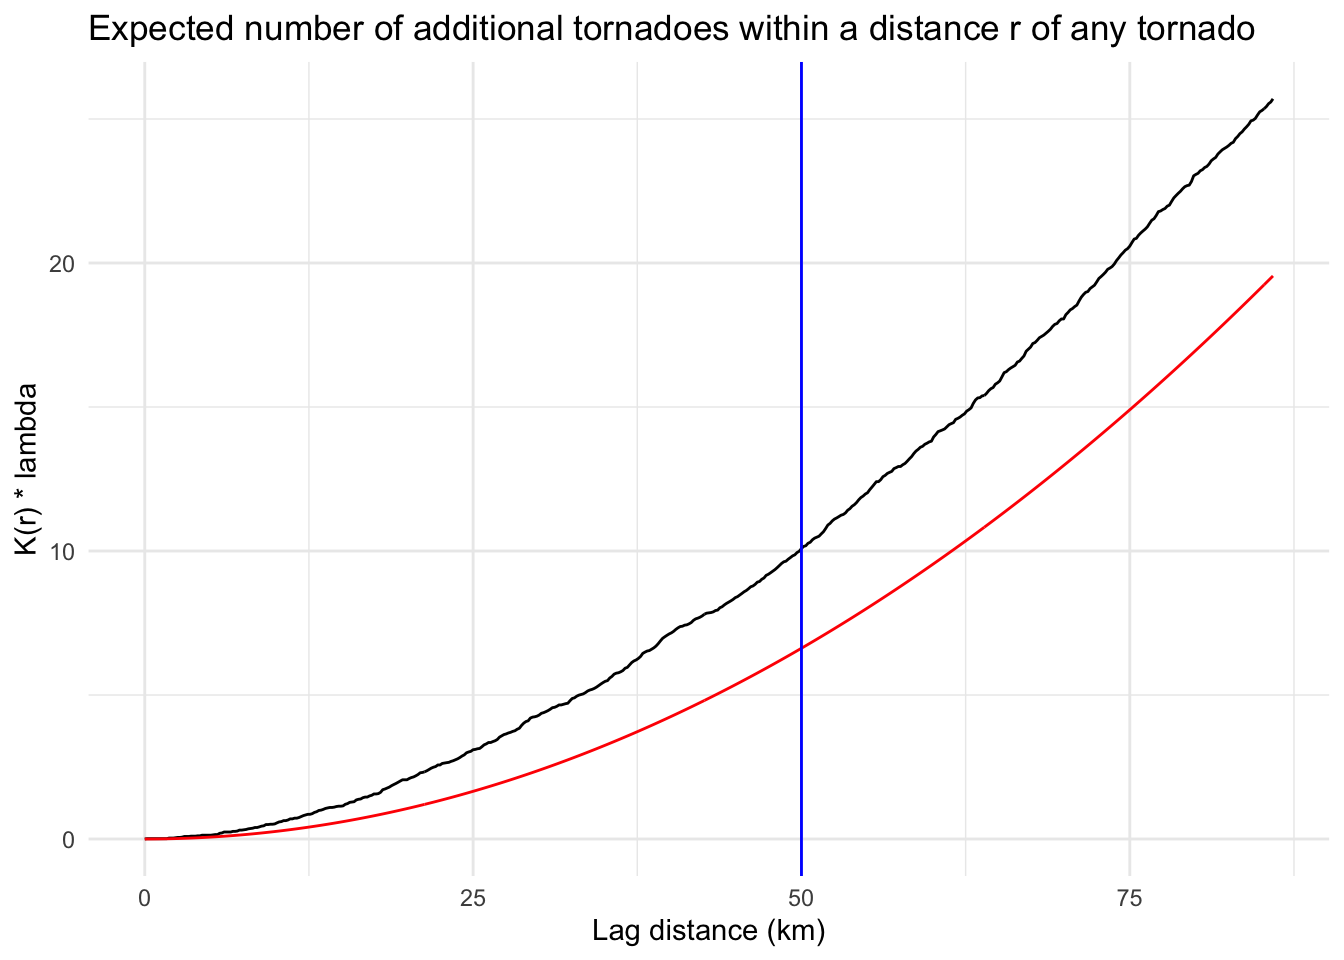 Expected number of additional tornadoes within a distance r of any tornado
K(r) * lambda
20
10
0
0 25 50 75
Lag distance (km)